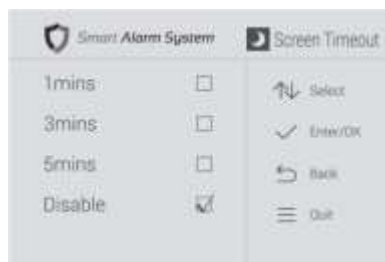 Smart Alarm System
Screen Timeout
1mins
3mins
5mins
Disable
Select
Enter/OK
Back
Quit